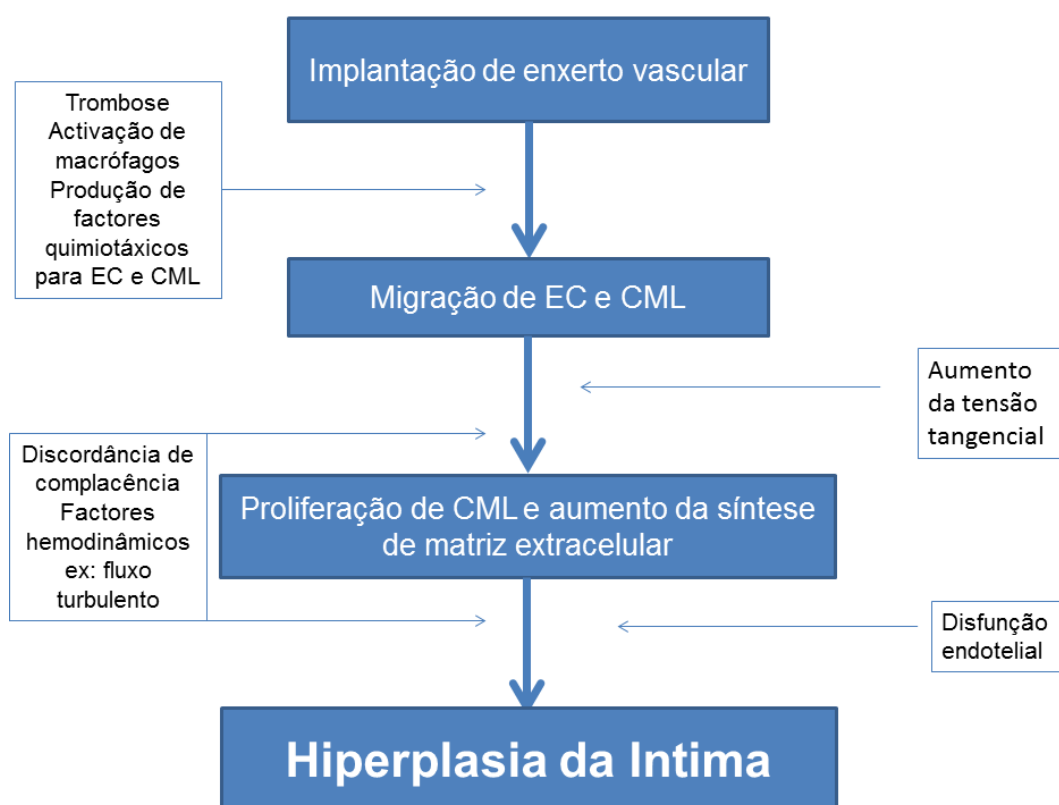 Implantação de enxerto vascular
Trombose
Activação de
macrófagos
Produção de
factores
quimiotáxicos
para EC e CML
Migração de EC e CML
Aumento
da tensão
tangencial
Discordância de
complacência
Factores
hemodinâmicos
ex: fluxo
turbulento
Proliferação de CML e aumento da síntese
de matriz extracelular
Disfunção
endotelial
Hiperplasia da Intima